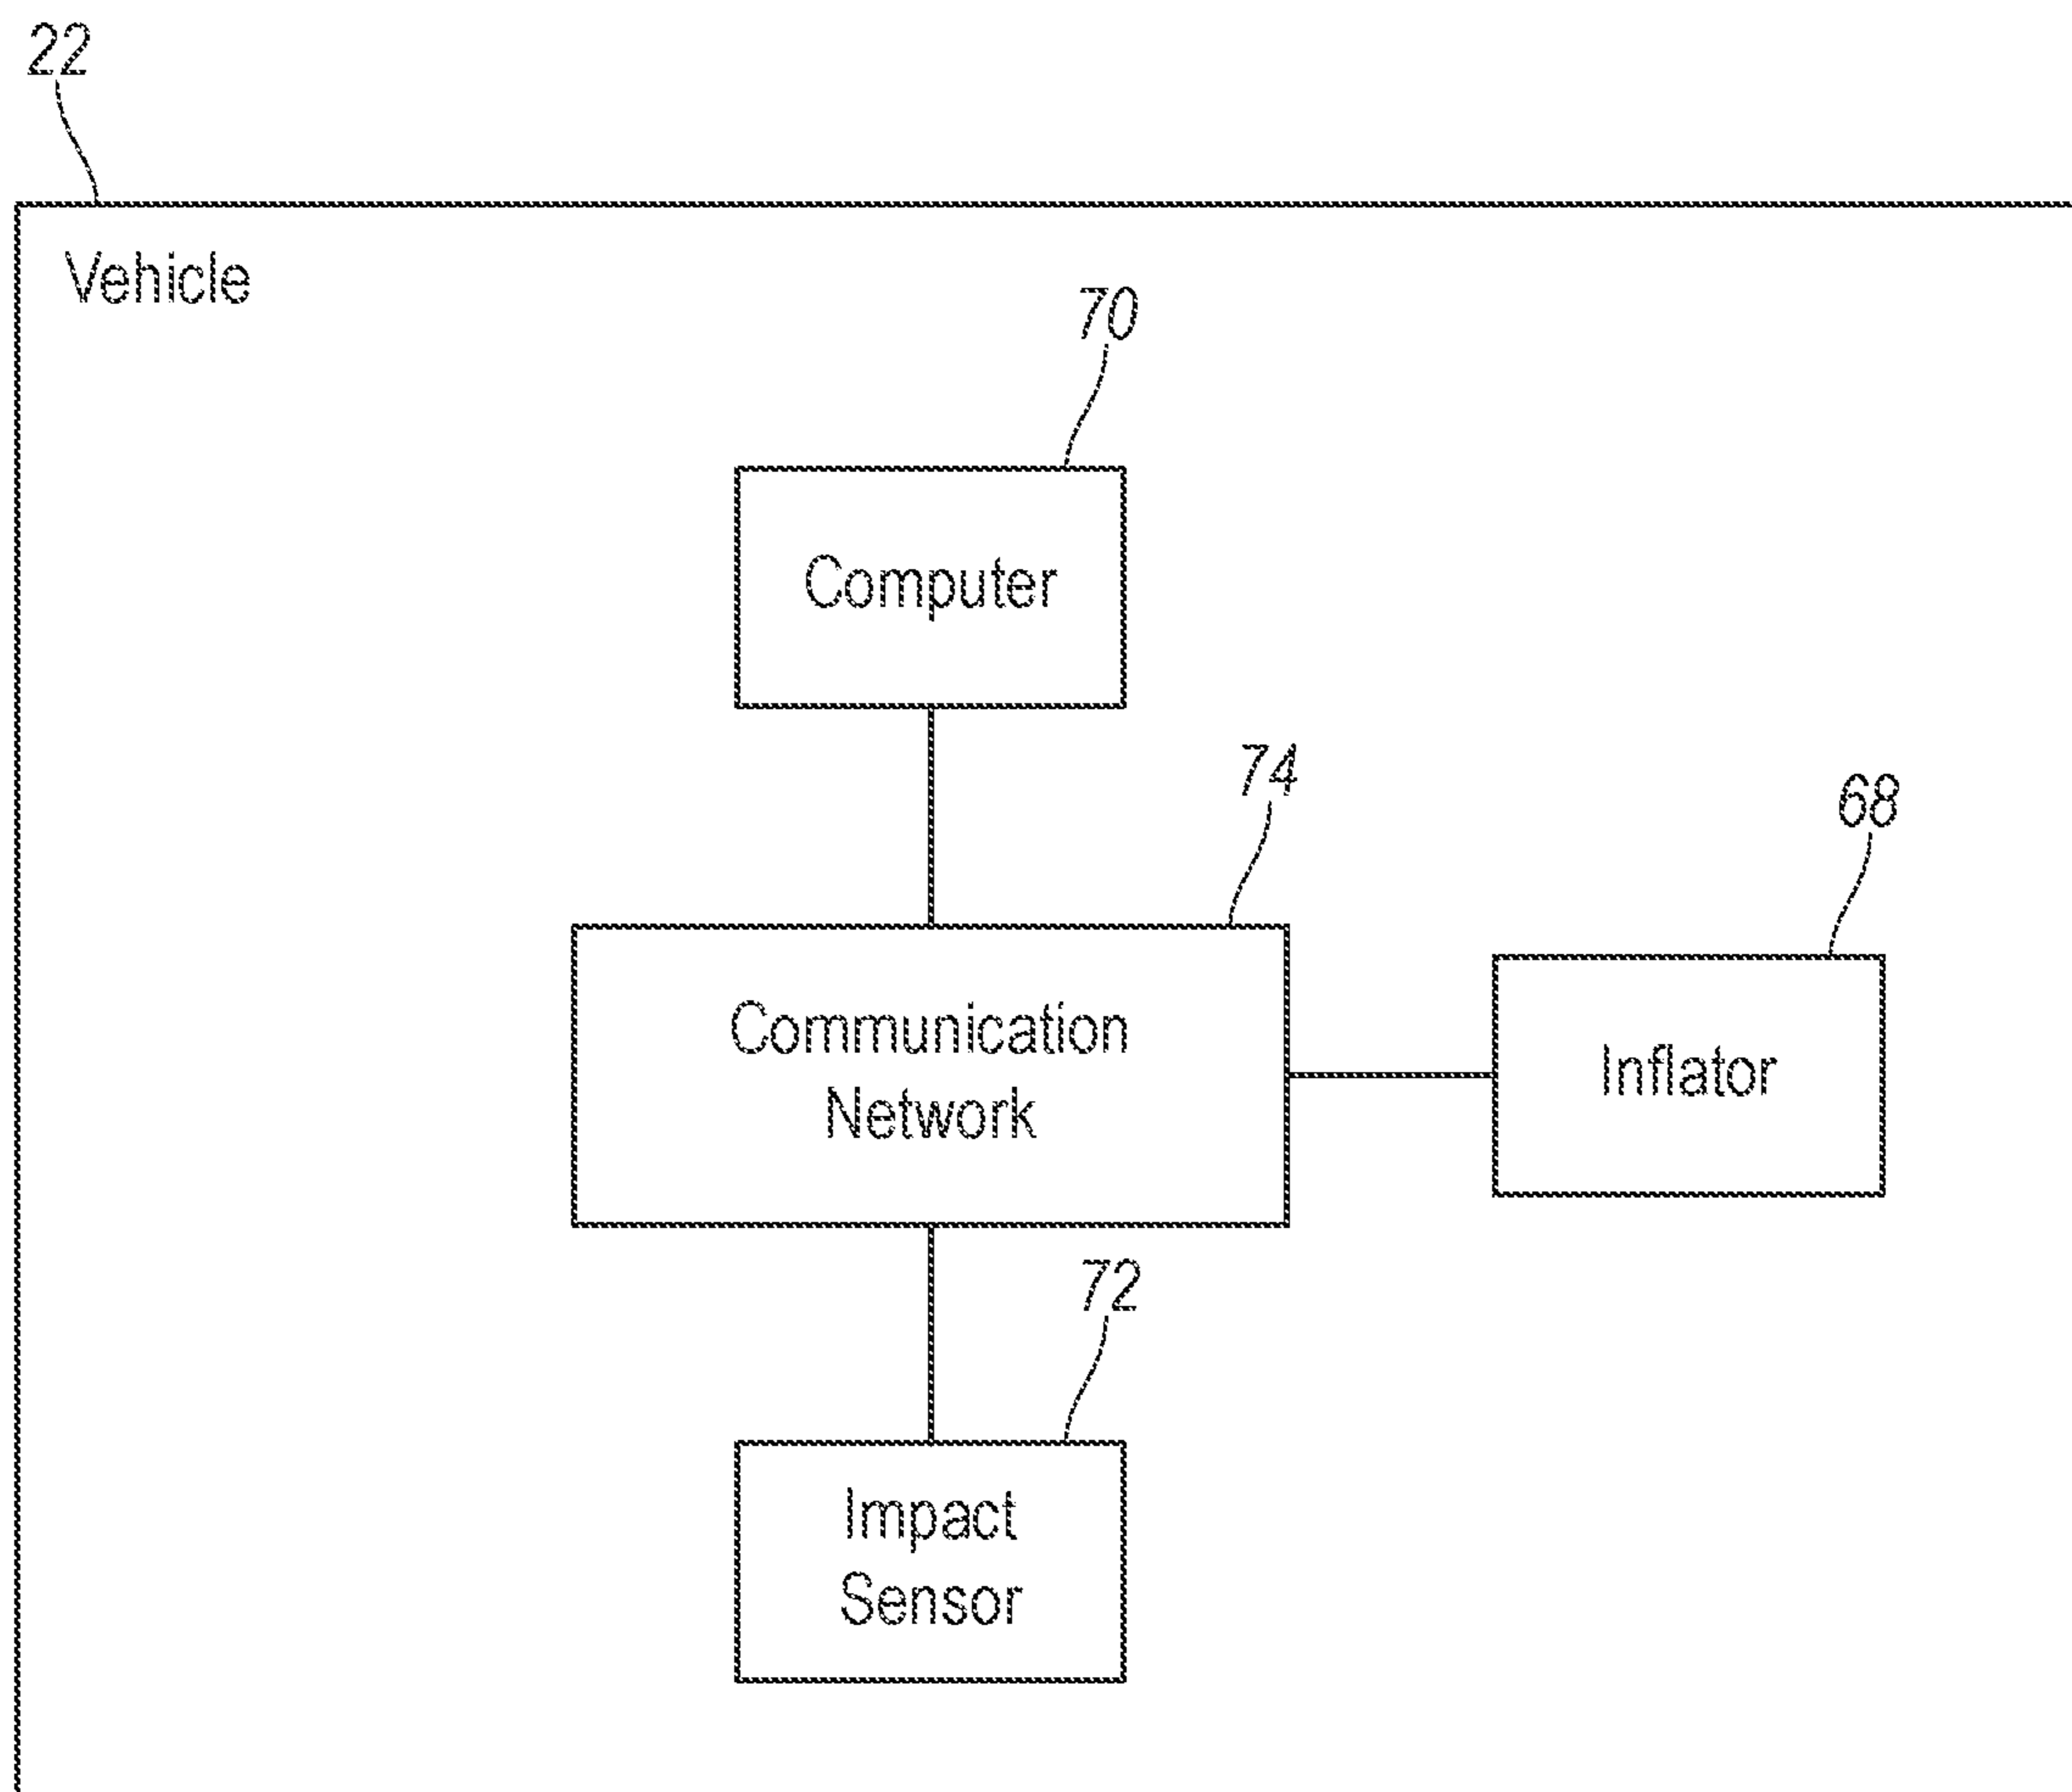 22
Vehicle
70
Computer
74
68
Communication
Network
Inflator
72
Impact
Sensor